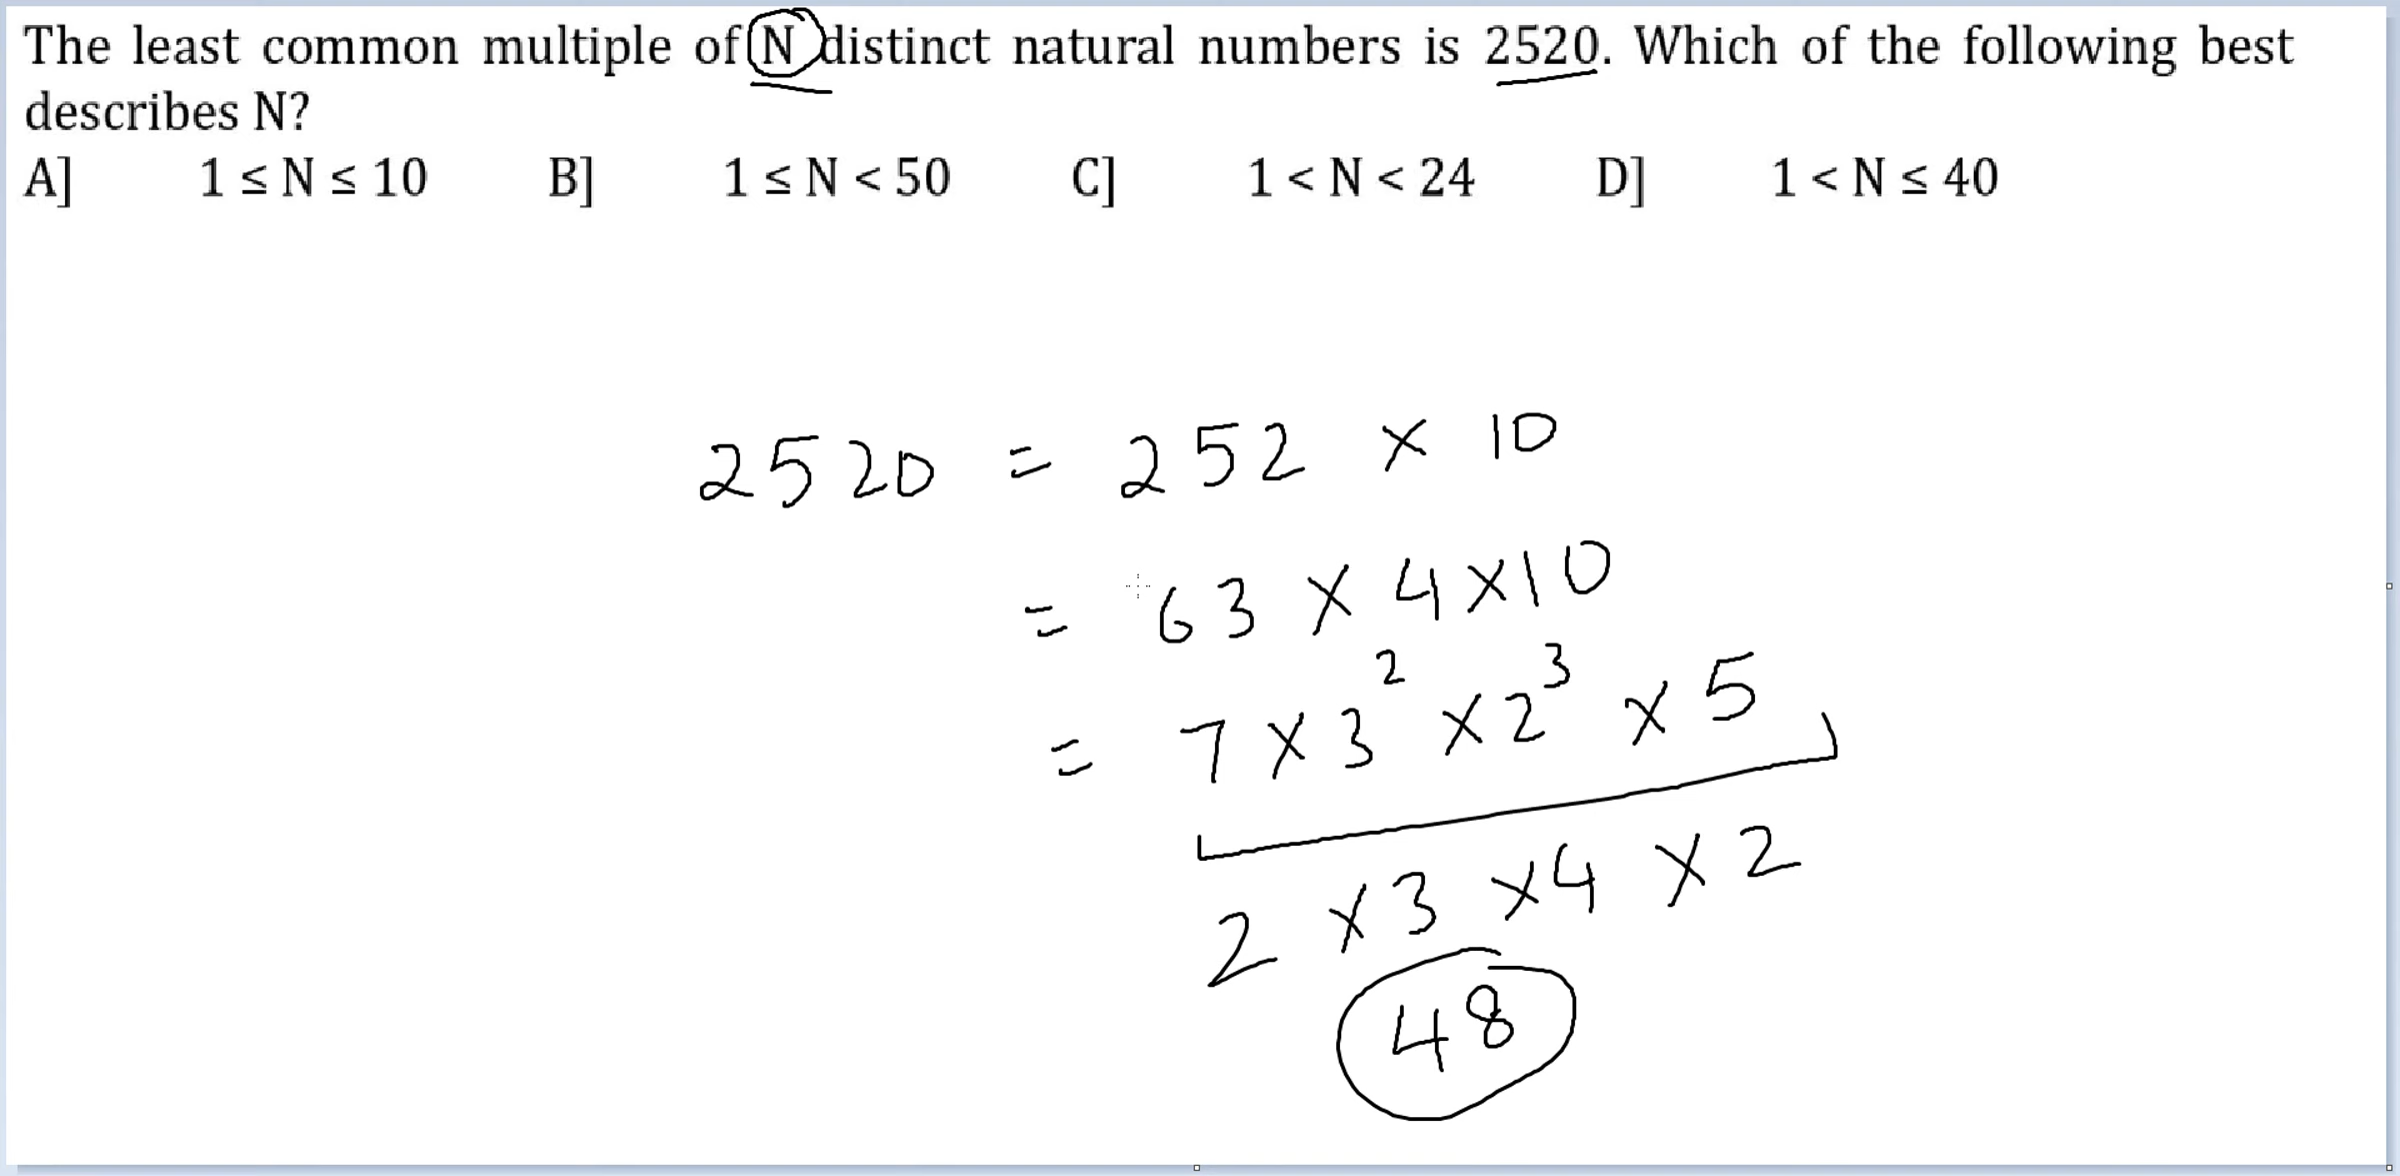 The least common multiple of N distinct natural numbers is 2520. Which of the following best
describes N?
A] 1 ≤ N ≤ 10 B] 1 ≤ N < 50 C] 1 < N < 24 D] 1 < N ≤ 40
2520 = 252 × 10
= 63 × 4 × 10
= 7 × 3² × 2³ × 5
2 × 3 × 4 × 2
48